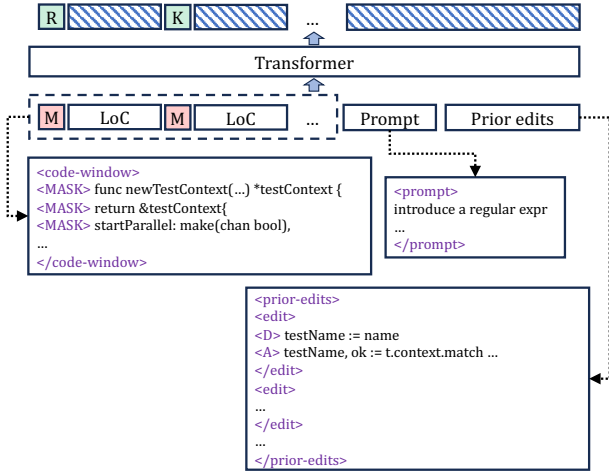 R K ...
Transformer
M LoC M LoC ... Prompt Prior edits
<code-window>
<MASK> func newTestContext(...) *testContext {
<MASK> return &testContext{
<MASK> startParallel: make(chan bool),
...
</code-window>
<prompt>
introduce a regular expr
...
</prompt>
<prior-edits>
<edit>
<D> testName := name
<A> testName, ok := t.context.match ...
</edit>
<edit>
...
</edit>
...
</prior-edits>